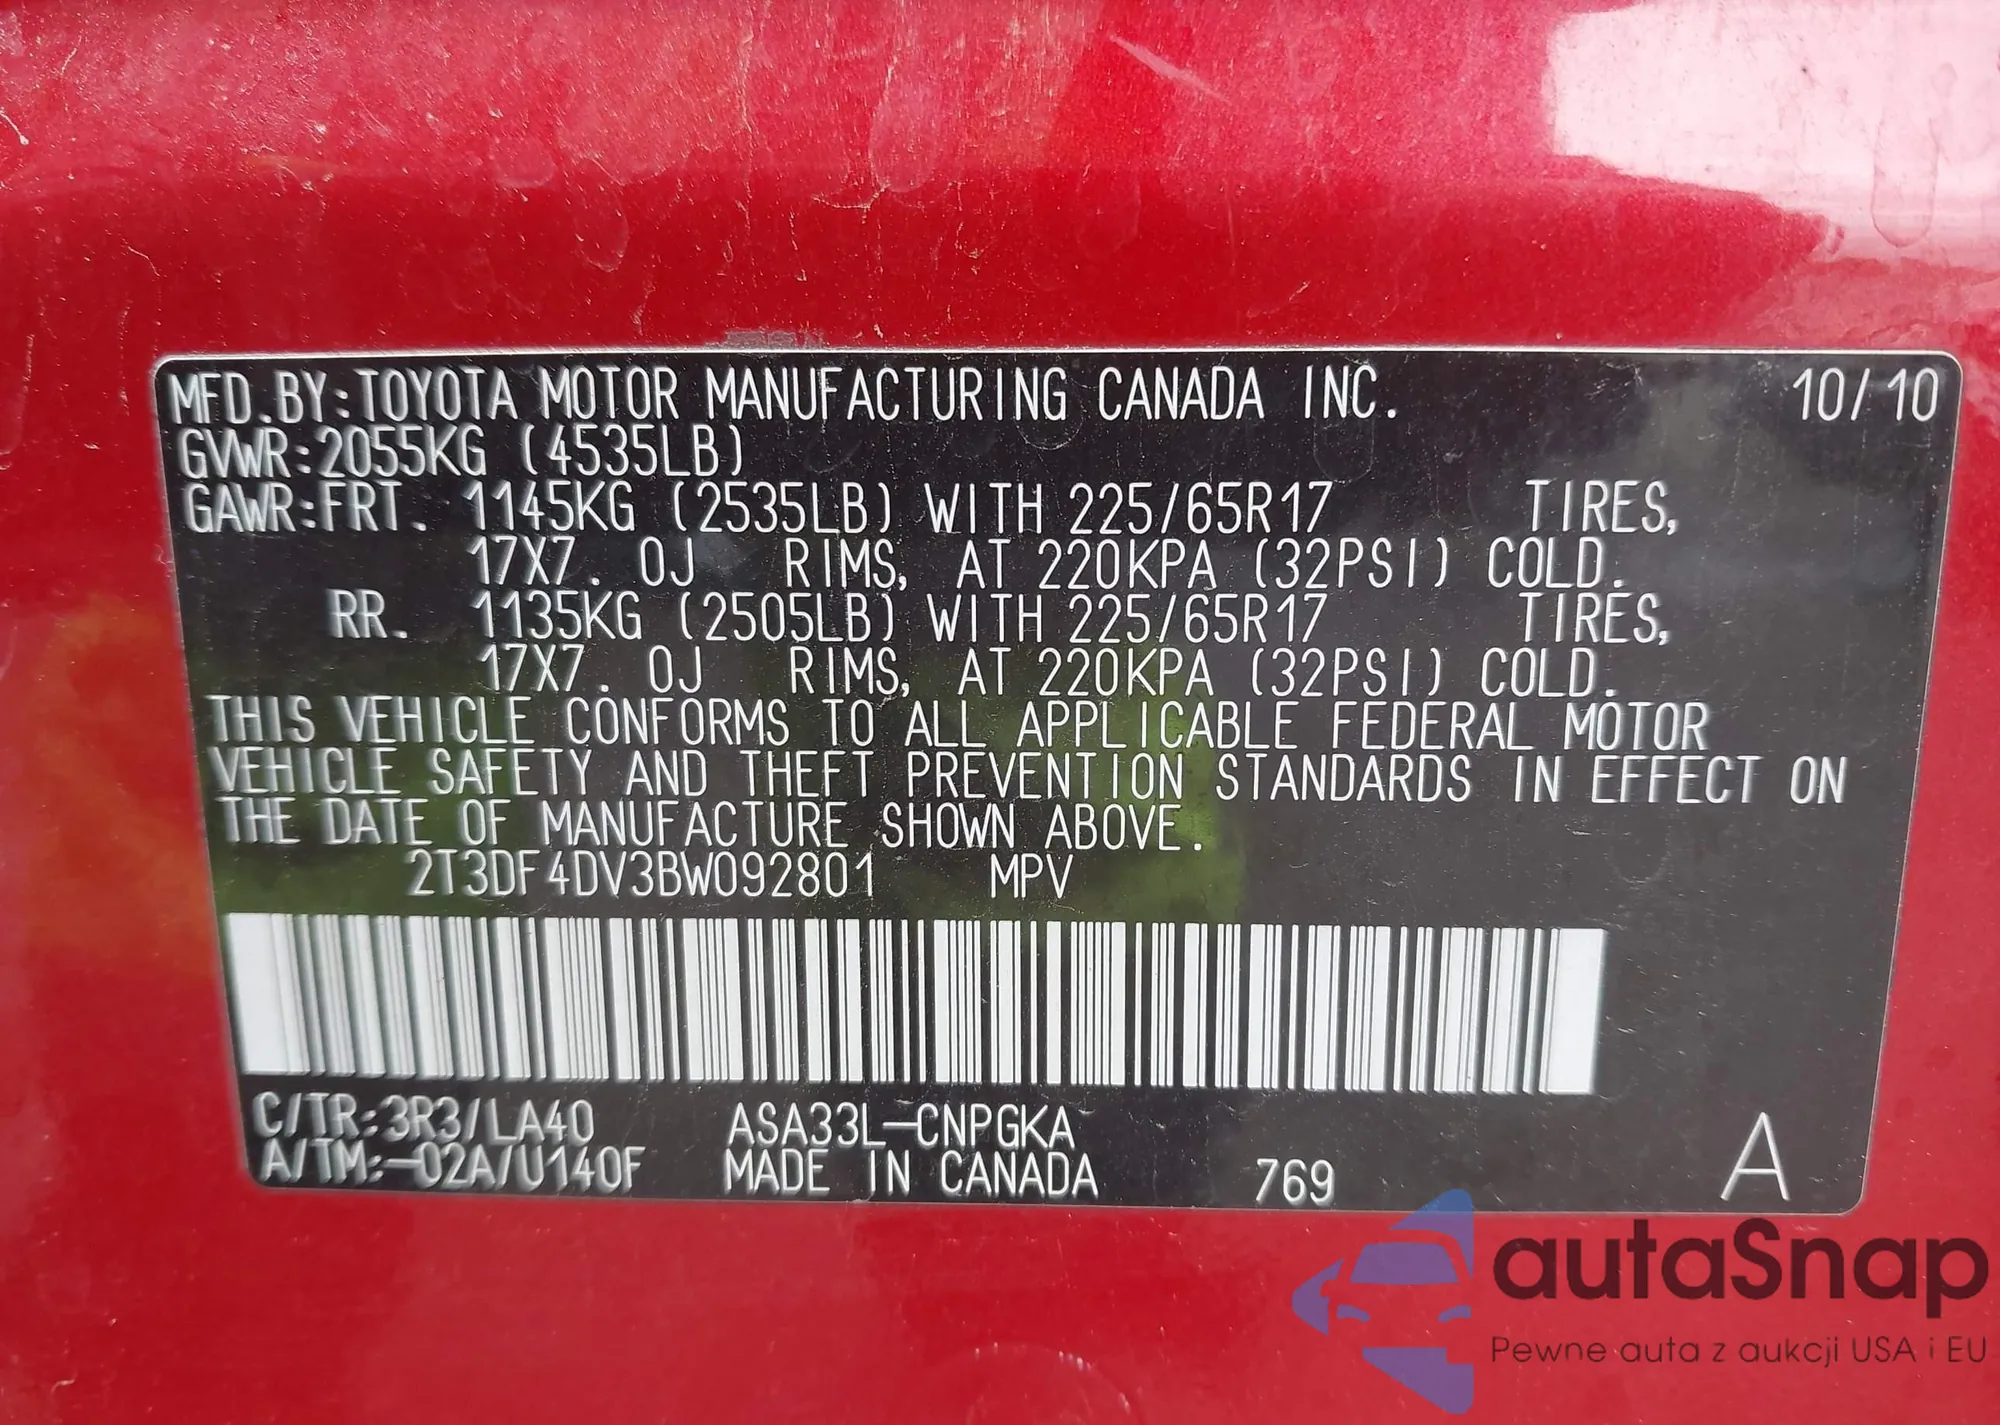 MFD.BY:TOYOTA MOTOR MANUFACTURING CANADA INC. 10/10
GVWR:2055KG (4535LB)
GAWR:FRT. 1145KG (2535LB) WITH 225/65R17 TIRES,
17X7.0J RIMS, AT 220KPA (32PSI) COLD.
RR. 1135KG (2505LB) WITH 225/65R17 TIRES,
17X7.0J RIMS, AT 220KPA (32PSI) COLD.
THIS VEHICLE CONFORMS TO ALL APPLICABLE FEDERAL MOTOR
VEHICLE SAFETY AND THEFT PREVENTION STANDARDS IN EFFECT ON
THE DATE OF MANUFACTURE SHOWN ABOVE.
2T3DF4DV3BW092801 MPV
C/TR:3R3/LA40 ASA33L-CNPGKA
A/TM:-02A/U140F MADE IN CANADA 769 A
autaSnap
Pewne auta z aukcji USA i EU